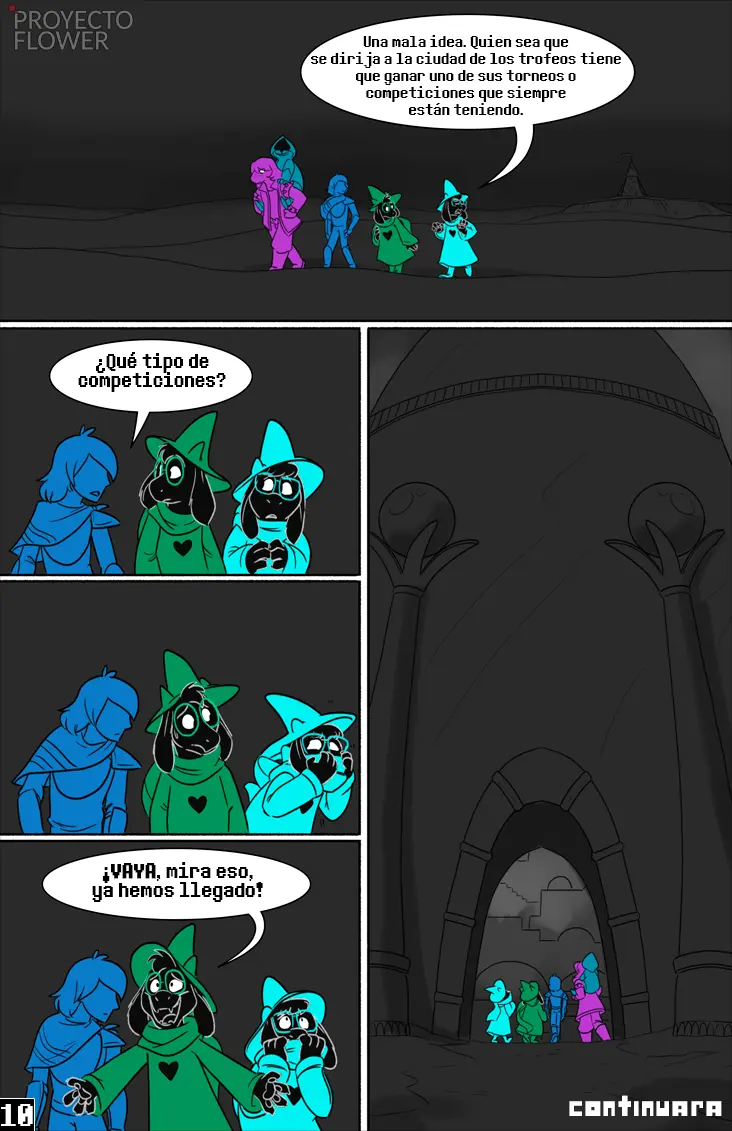 PROYECTO
FLOWER
Una mala idea. Quien sea que
se dirija a la ciudad de los trofeos tiene
que ganar uno de sus torneos o
competiciones que siempre
están teniendo.
¿Qué tipo de
competiciones?
¡VAYA, mira eso,
ya hemos llegado!
10
continuara